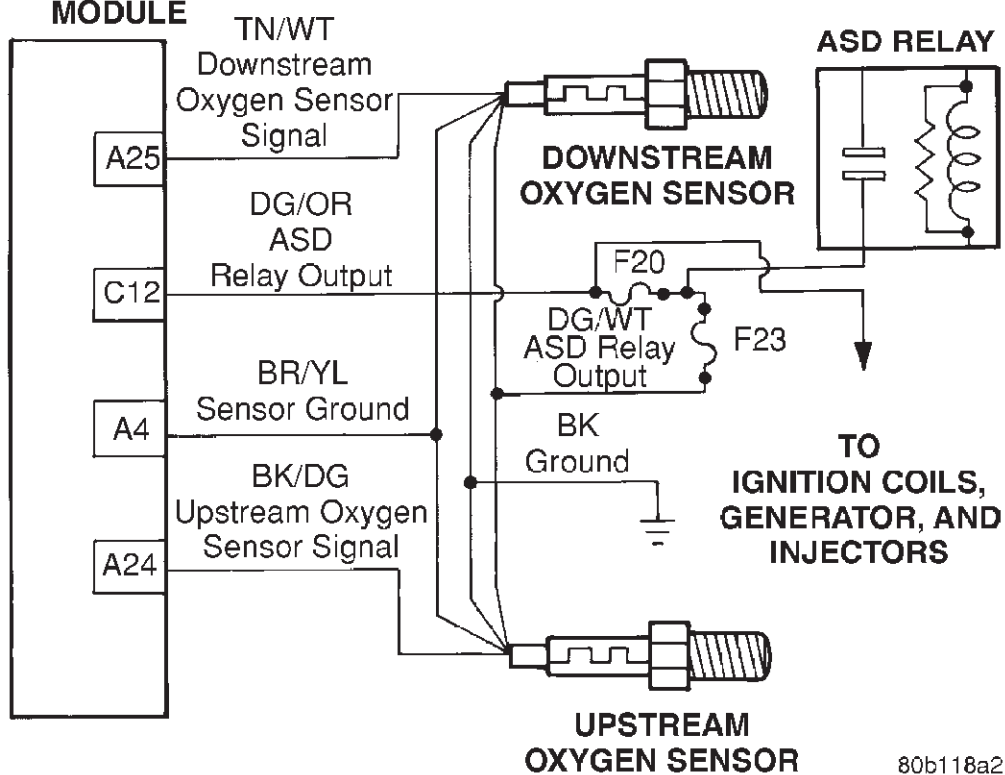 MODULE
TN/WT
Downstream
Oxygen Sensor
Signal
A25
DG/OR
ASD
Relay Output
C12
BR/YL
Sensor Ground
A4
BK/DG
Upstream Oxygen
Sensor Signal
A24
DOWNSTREAM
OXYGEN SENSOR
ASD RELAY
F20
DG/WT
ASD Relay
Output
F23
BK
Ground
TO
IGNITION COILS,
GENERATOR, AND
INJECTORS
UPSTREAM
OXYGEN SENSOR
80b118a2